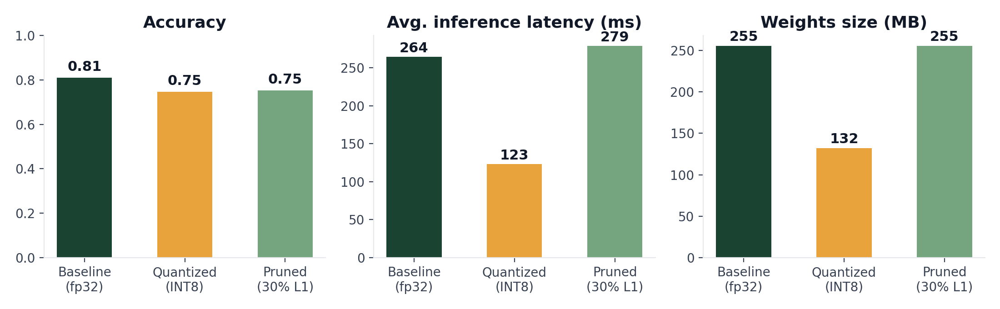 Accuracy
1.0
0.8
0.6
0.4
0.2
0.0
0.81
0.75
0.75
Baseline
(fp32)
Quantized
(INT8)
Pruned
(30% L1)
Avg. inference latency (ms)
250
200
150
100
50
0
264
123
279
Baseline
(fp32)
Quantized
(INT8)
Pruned
(30% L1)
Weights size (MB)
250
200
150
100
50
0
255
132
255
Baseline
(fp32)
Quantized
(INT8)
Pruned
(30% L1)